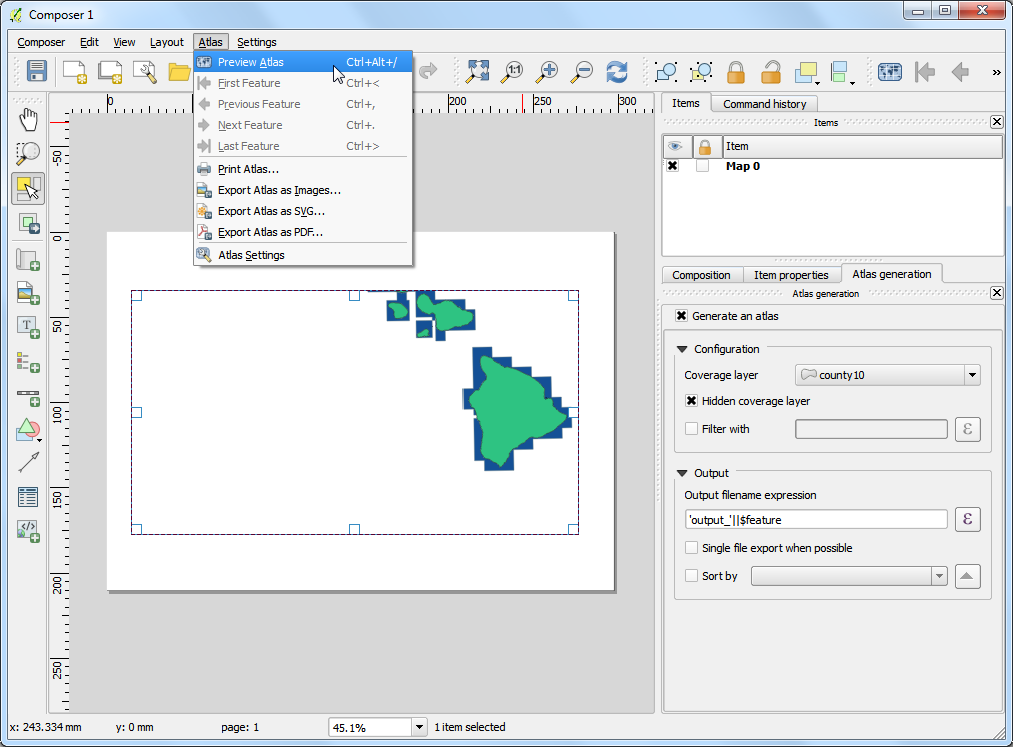 Composer 1
Composer Edit View Layout Atlas Settings
Preview Atlas Ctrl+Alt+/
First Feature Ctrl+<
Previous Feature Ctrl+,
Next Feature Ctrl+.
Last Feature Ctrl+>
Print Atlas...
Export Atlas as Images...
Export Atlas as SVG...
Export Atlas as PDF...
Atlas Settings
1:1
»
0 200 250 300
-50
0
50
100
150
200
250
T
Items Command history
Items
Item
Map 0
Composition Item properties Atlas generation
Atlas generation
Generate an atlas
Configuration
Coverage layer county10
Hidden coverage layer
Filter with ε
Output
Output filename expression
'output_'||$feature ε
Single file export when possible
Sort by
x: 243.334 mm y: 0 mm page: 1 45.1% 1 item selected